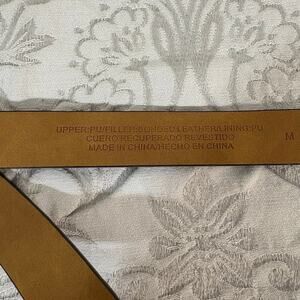 UPPER:PU/FILLER:BONDED LEATHER/LINING:PU
CUERO RECUPERADO REVESTIDO
MADE IN CHINA/HECHO EN CHINA
M